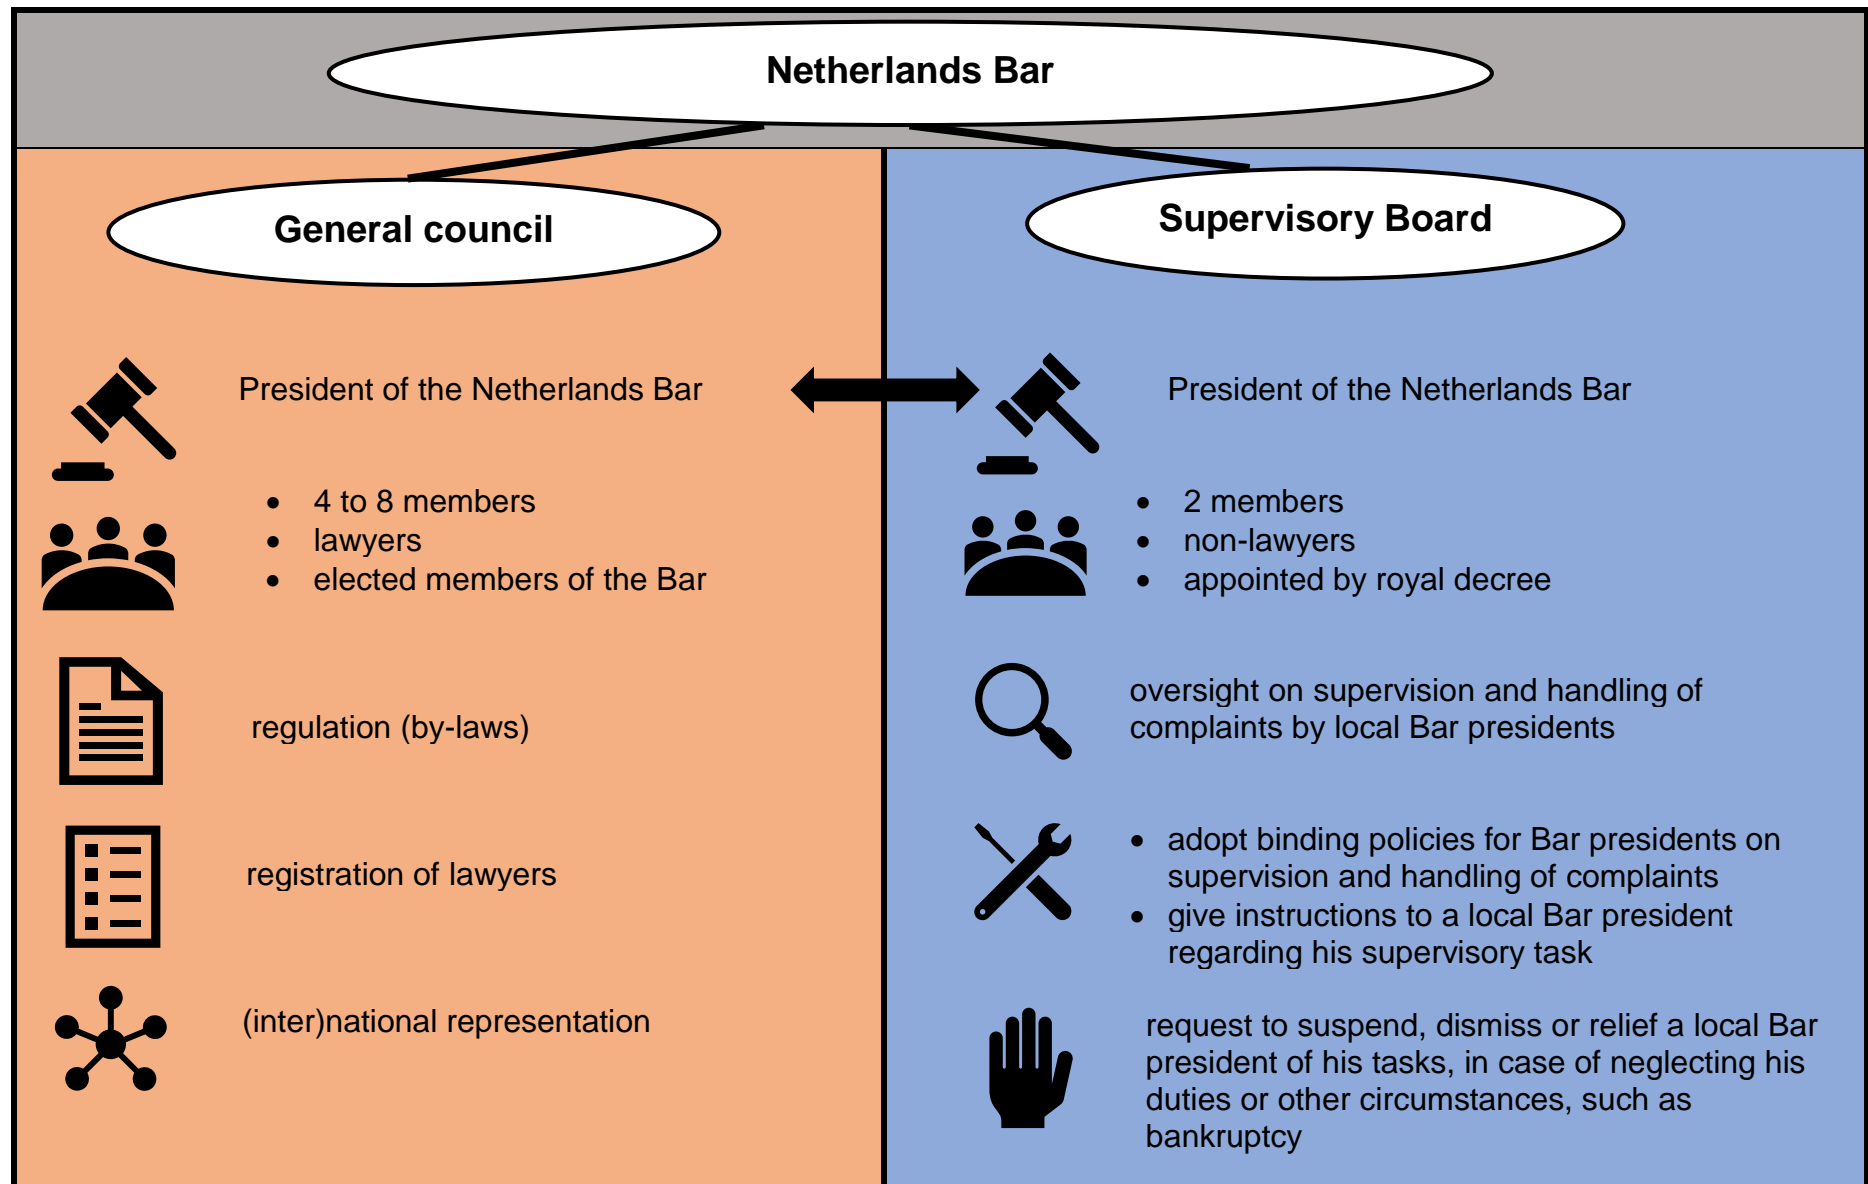 Netherlands Bar
General council
President of the Netherlands Bar
• 4 to 8 members
• lawyers
• elected members of the Bar
regulation (by-laws)
registration of lawyers
(inter)national representation
Supervisory Board
President of the Netherlands Bar
• 2 members
• non-lawyers
• appointed by royal decree
oversight on supervision and handling of
complaints by local Bar presidents
• adopt binding policies for Bar presidents on
supervision and handling of complaints
• give instructions to a local Bar president
regarding his supervisory task
request to suspend, dismiss or relief a local Bar
president of his tasks, in case of neglecting his
duties or other circumstances, such as
bankruptcy